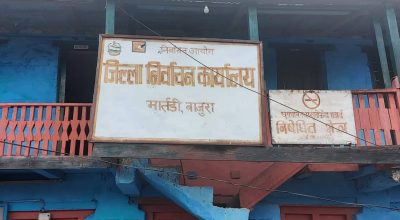 निर्वाचन आयोग
जिल्ला निर्वाचन कार्यालय
मार्तडी, बाजुरा
निषेधित क्षेत्र